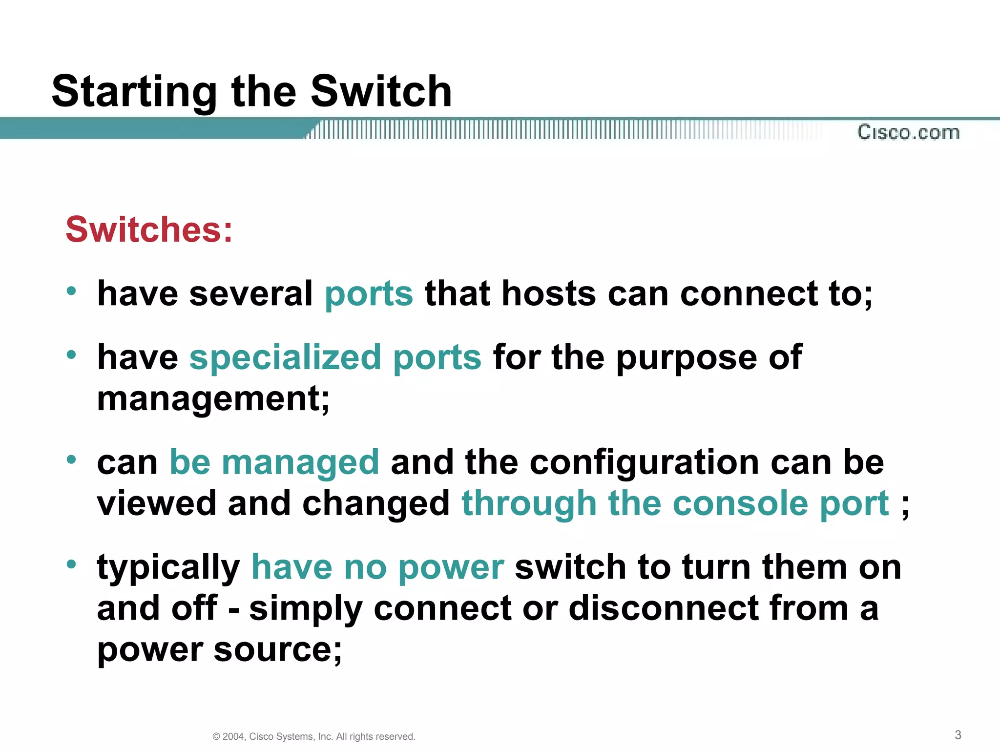 Starting the Switch
Cisco.com
Switches:
• have several ports that hosts can connect to;
• have specialized ports for the purpose of
management;
• can be managed and the configuration can be
viewed and changed through the console port ;
• typically have no power switch to turn them on
and off - simply connect or disconnect from a
power source;
© 2004, Cisco Systems, Inc. All rights reserved.
3